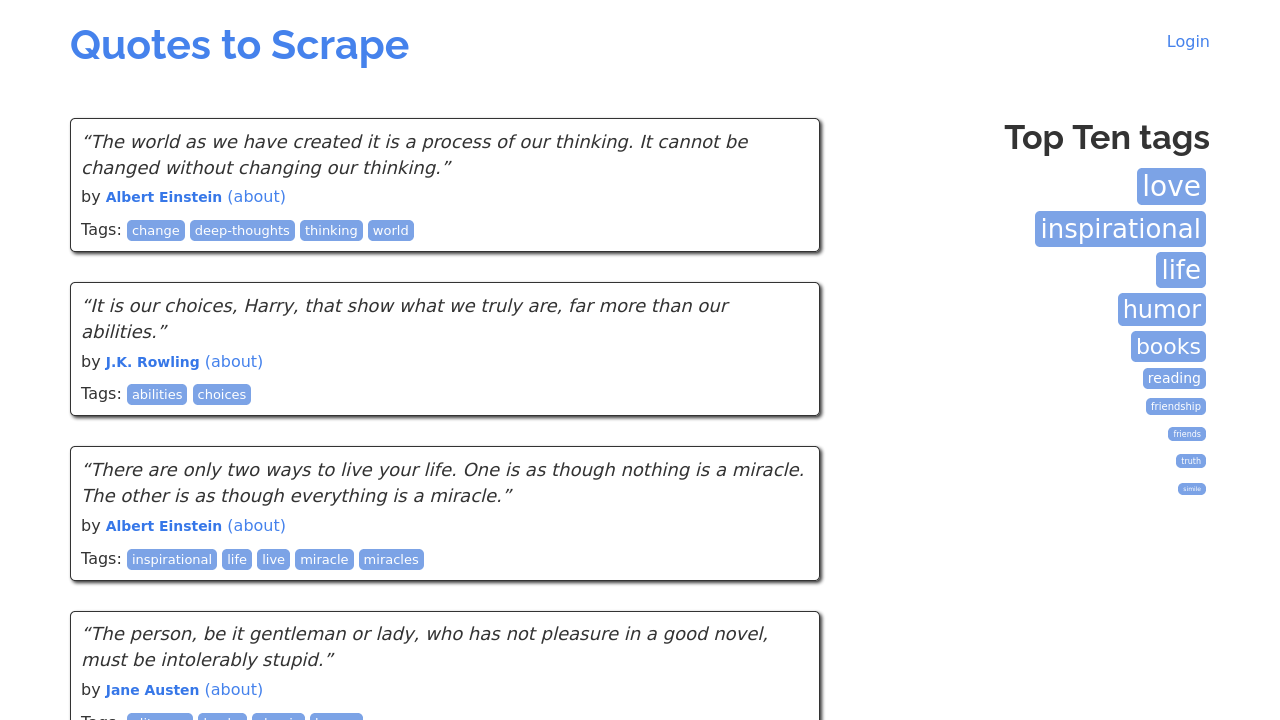 Quotes to Scrape
Login
“The world as we have created it is a process of our thinking. It cannot be
changed without changing our thinking.”
by Albert Einstein (about)
Tags: change deep-thoughts thinking world
“It is our choices, Harry, that show what we truly are, far more than our
abilities.”
by J.K. Rowling (about)
Tags: abilities choices
“There are only two ways to live your life. One is as though nothing is a miracle.
The other is as though everything is a miracle.”
by Albert Einstein (about)
Tags: inspirational life live miracle miracles
“The person, be it gentleman or lady, who has not pleasure in a good novel,
must be intolerably stupid.”
by Jane Austen (about)
Tags:
Top Ten tags
love
inspirational
life
humor
books
reading
friendship
friends
truth
simile